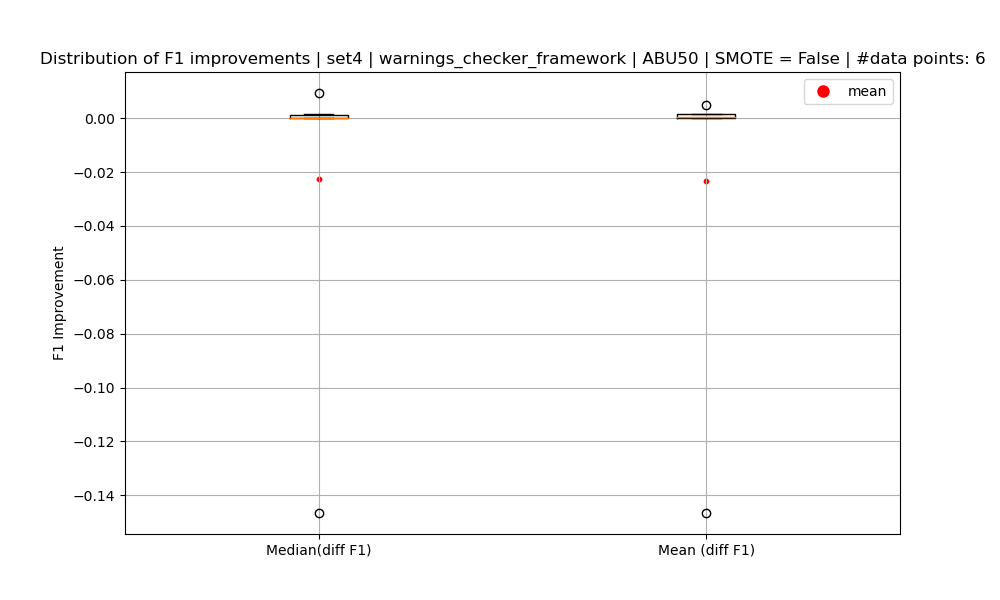 Distribution of F1 improvements | set4 | warnings_checker_framework | ABU50 | SMOTE = False | #data points: 6
mean
0.00
−0.02
−0.04
−0.06
−0.08
−0.10
−0.12
−0.14
F1 Improvement
Median(diff F1)
Mean (diff F1)